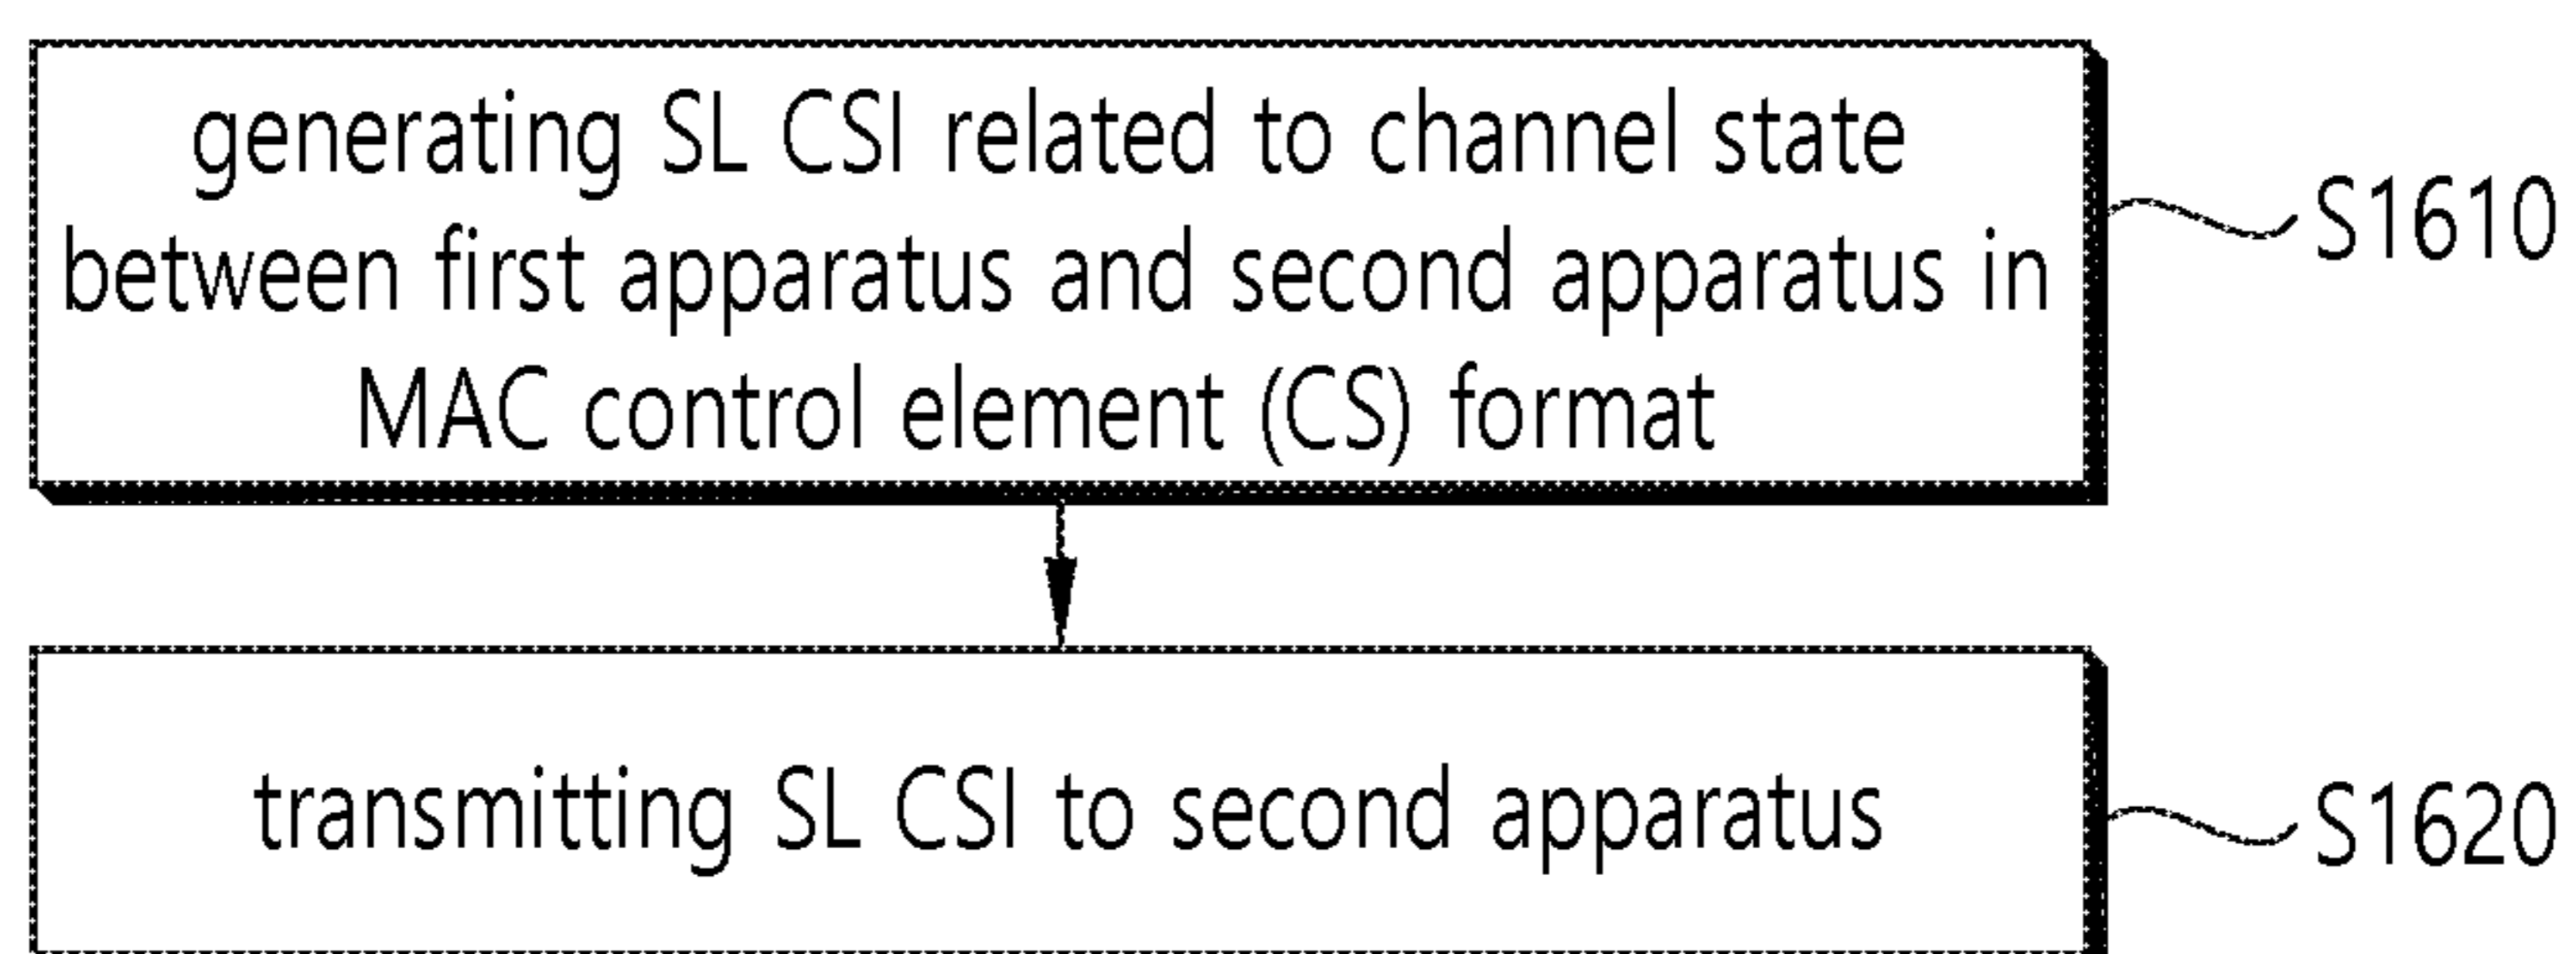 generating SL CSI related to channel state
between first apparatus and second apparatus in
MAC control element (CS) format
S1610
transmitting SL CSI to second apparatus
S1620